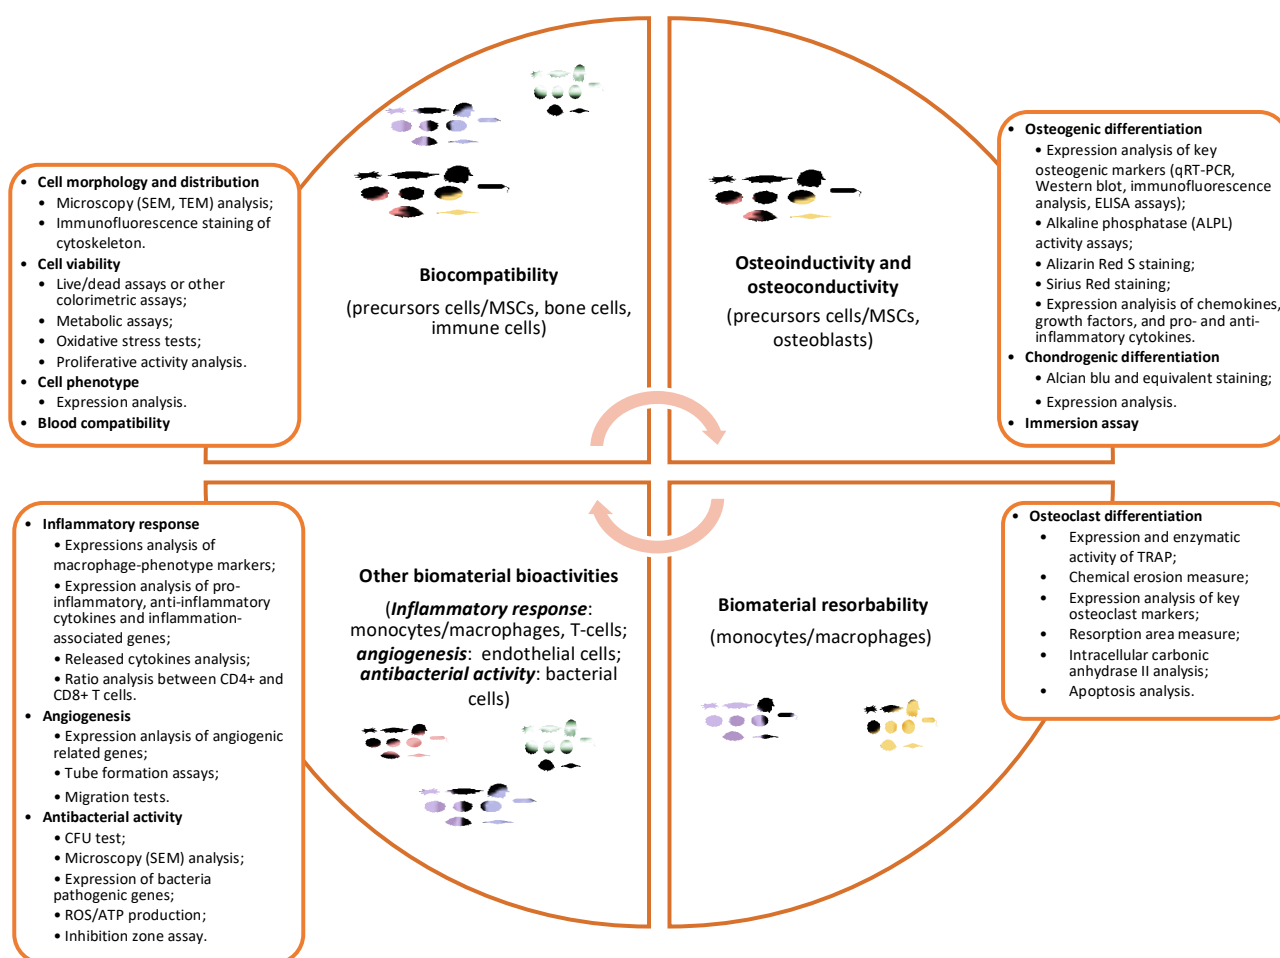 • Cell morphology and distribution
• Microscopy (SEM, TEM) analysis;
• Immunofluorescence staining of
cytoskeleton.
• Cell viability
• Live/dead assays or other
colorimetric assays;
• Metabolic assays;
• Oxidative stress tests;
• Proliferative activity analysis.
• Cell phenotype
• Expression analysis.
• Blood compatibility
Biocompatibility
(precursors cells/MSCs, bone cells,
immune cells)
Osteoinductivity and
osteoconductivity
(precursors cells/MSCs,
osteoblasts)
• Osteogenic differentiation
• Expression analysis of key
osteogenic markers (qRT-PCR,
Western blot, immunofluorescence
analysis, ELISA assays);
• Alkaline phosphatase (ALPL)
activity assays;
• Alizarin Red S staining;
• Sirius Red staining;
• Expression analaysis of chemokines,
growth factors, and pro- and anti-
inflammatory cytokines.
• Chondrogenic differentiation
• Alcian blu and equivalent staining;
• Expression analysis.
• Immersion assay
• Inflammatory response
• Expressions analysis of
macrophage-phenotype markers;
• Expression analysis of pro-
inflammatory, anti-inflammatory
cytokines and inflammation-
associated genes;
• Released cytokines analysis;
• Ratio analysis between CD4+ and
CD8+ T cells.
• Angiogenesis
• Expression anlaysis of angiogenic
related genes;
• Tube formation assays;
• Migration tests.
• Antibacterial activity
• CFU test;
• Microscopy (SEM) analysis;
• Expression of bacteria
pathogenic genes;
• ROS/ATP production;
• Inhibition zone assay.
Other biomaterial bioactivities
(Inflammatory response:
monocytes/macrophages, T-cells;
angiogenesis: endothelial cells;
antibacterial activity: bacterial
cells)
Biomaterial resorbability
(monocytes/macrophages)
• Osteoclast differentiation
• Expression and enzymatic
activity of TRAP;
• Chemical erosion measure;
• Expression analysis of key
osteoclast markers;
• Resorption area measure;
• Intracellular carbonic
anhydrase II analysis;
• Apoptosis analysis.